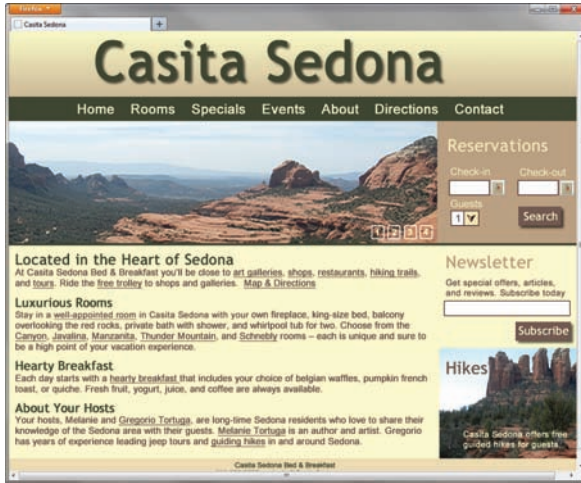 Firefox
Casita Sedona
Casita Sedona
Home Rooms Specials Events About Directions Contact
1 2 3 4
Reservations
Check-in Check-out
Guests
1
Search
Located in the Heart of Sedona
At Casita Sedona Bed & Breakfast you'll be close to art galleries, shops, restaurants, hiking trails,
and tours. Ride the free trolley to shops and galleries. Map & Directions
Luxurious Rooms
Stay in a well-appointed room in Casita Sedona with your own fireplace, king-size bed, balcony
overlooking the red rocks, private bath with shower, and whirlpool tub for two. Choose from the
Canyon, Javalina, Manzanita, Thunder Mountain, and Schnebly rooms – each is unique and sure to
be a high point of your vacation experience.
Hearty Breakfast
Each day starts with a hearty breakfast that includes your choice of belgian waffles, pumpkin french
toast, or quiche. Fresh fruit, yogurt, juice, and coffee are always available.
About Your Hosts
Your hosts, Melanie and Gregorio Tortuga, are long-time Sedona residents who love to share their
knowledge of the Sedona area with their guests. Melanie Tortuga is an author and artist. Gregorio
has years of experience leading jeep tours and guiding hikes in and around Sedona.
Newsletter
Get special offers, articles,
and reviews. Subscribe today
Subscribe
Hikes
Casita Sedona offers free
guided hikes for guests.
Casita Sedona Bed & Breakfast